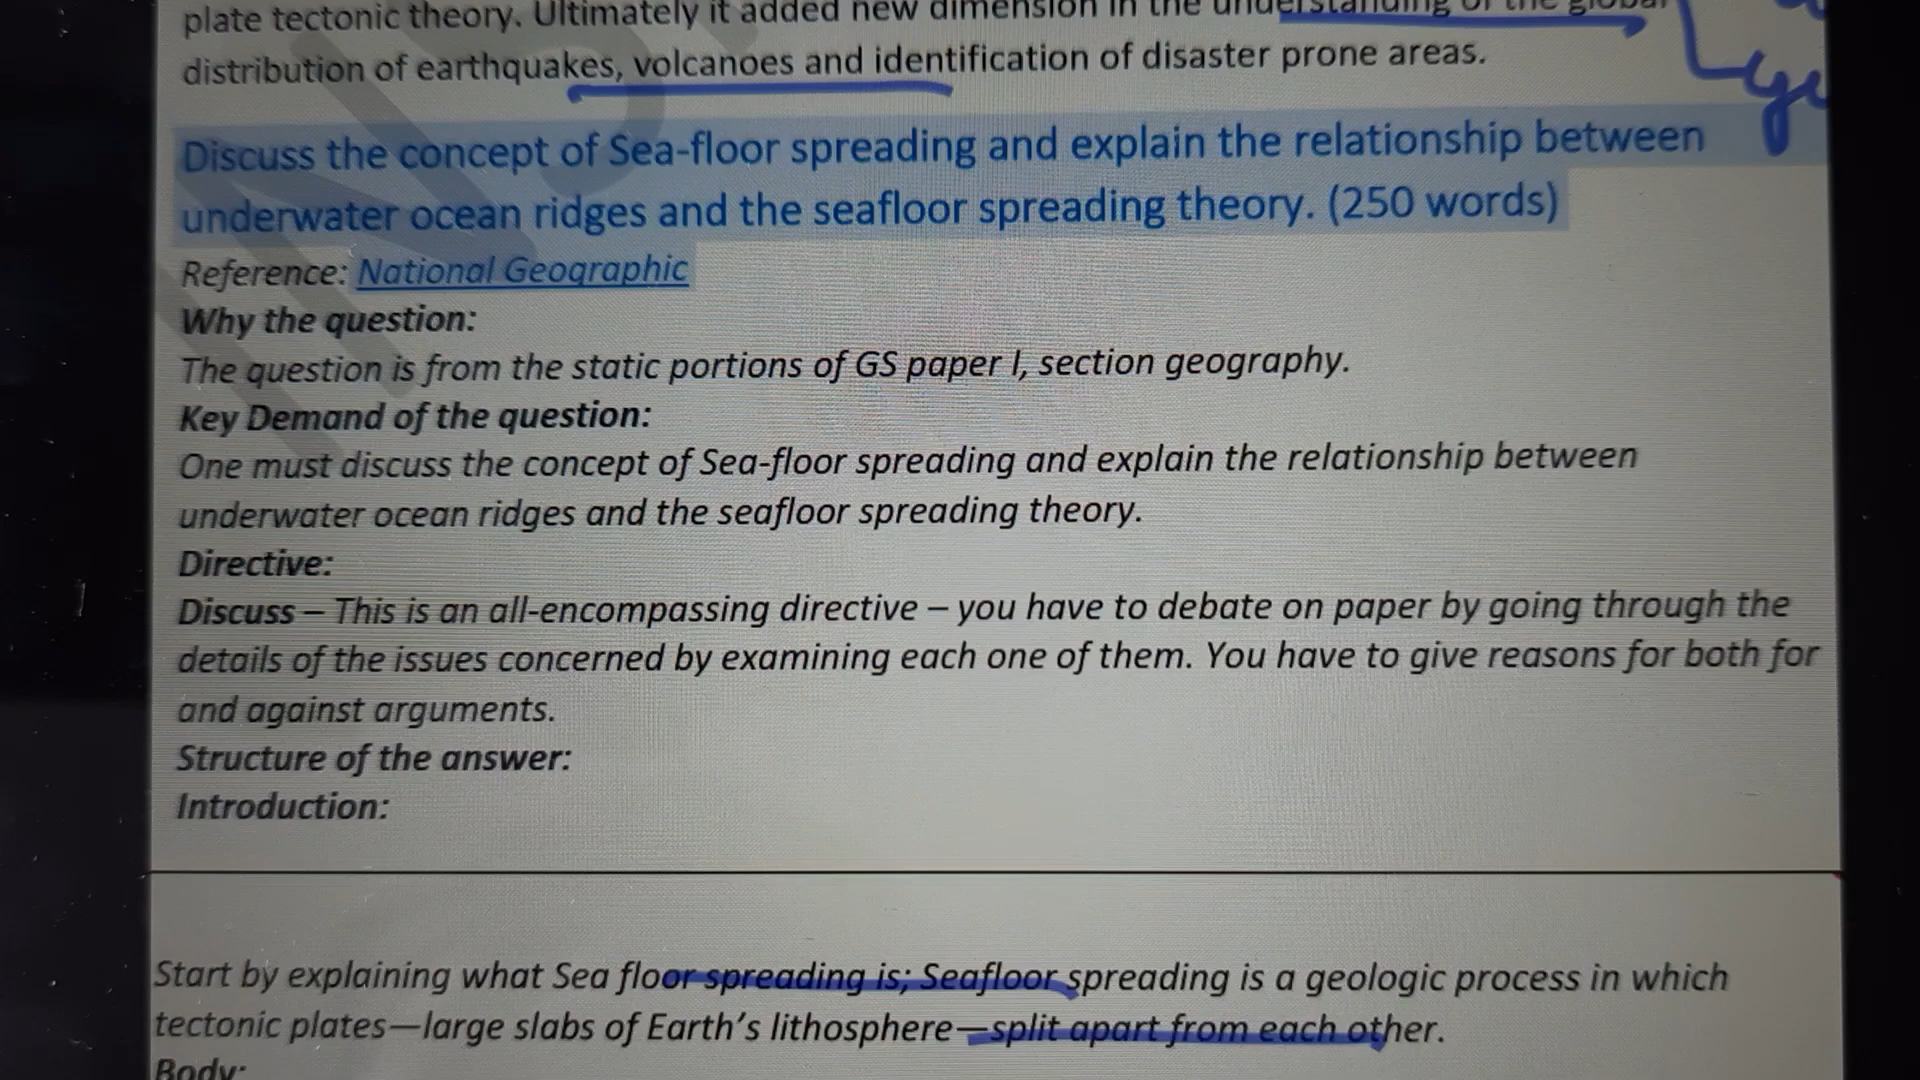 plate tectonic theory. Ultimately it added new dimension in the understanding of the global
distribution of earthquakes, volcanoes and identification of disaster prone areas.
Discuss the concept of Sea-floor spreading and explain the relationship between
underwater ocean ridges and the seafloor spreading theory. (250 words)
Reference: National Geographic
Why the question:
The question is from the static portions of GS paper I, section geography.
Key Demand of the question:
One must discuss the concept of Sea-floor spreading and explain the relationship between
underwater ocean ridges and the seafloor spreading theory.
Directive:
Discuss – This is an all-encompassing directive – you have to debate on paper by going through the
details of the issues concerned by examining each one of them. You have to give reasons for both for
and against arguments.
Structure of the answer:
Introduction:
Start by explaining what Sea floor spreading is; Seafloor spreading is a geologic process in which
tectonic plates—large slabs of Earth's lithosphere—split apart from each other.
Body: